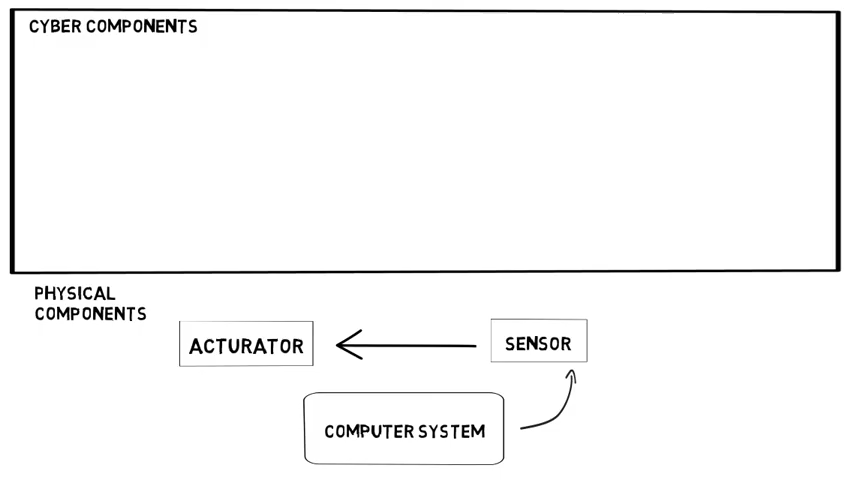 CYBER COMPONENTS
PHYSICAL
COMPONENTS
ACTURATOR
SENSOR
COMPUTER SYSTEM